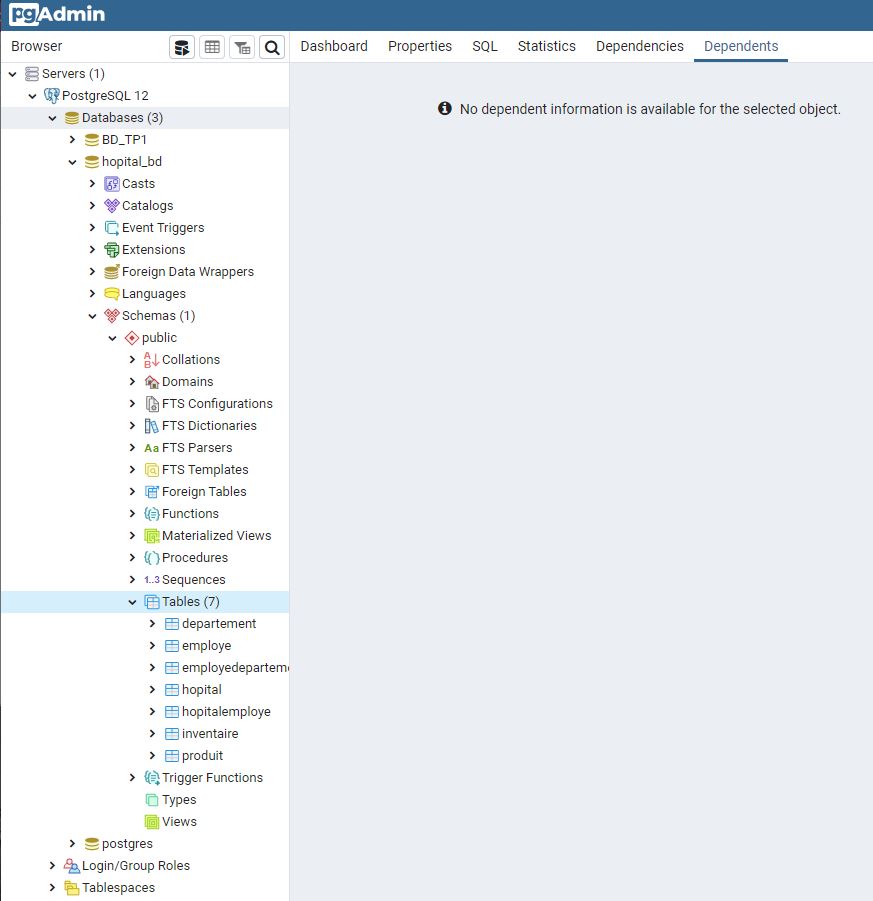 pgAdmin
Browser
Dashboard Properties SQL Statistics Dependencies Dependents
No dependent information is available for the selected object.
Servers (1)
PostgreSQL 12
Databases (3)
BD_TP1
hopital_bd
Casts
Catalogs
Event Triggers
Extensions
Foreign Data Wrappers
Languages
Schemas (1)
public
Collations
Domains
FTS Configurations
FTS Dictionaries
Aa FTS Parsers
FTS Templates
Foreign Tables
Functions
Materialized Views
Procedures
1..3 Sequences
Tables (7)
departement
employe
employedeparteme
hopital
hopitalemploye
inventaire
produit
Trigger Functions
Types
Views
postgres
Login/Group Roles
Tablespaces